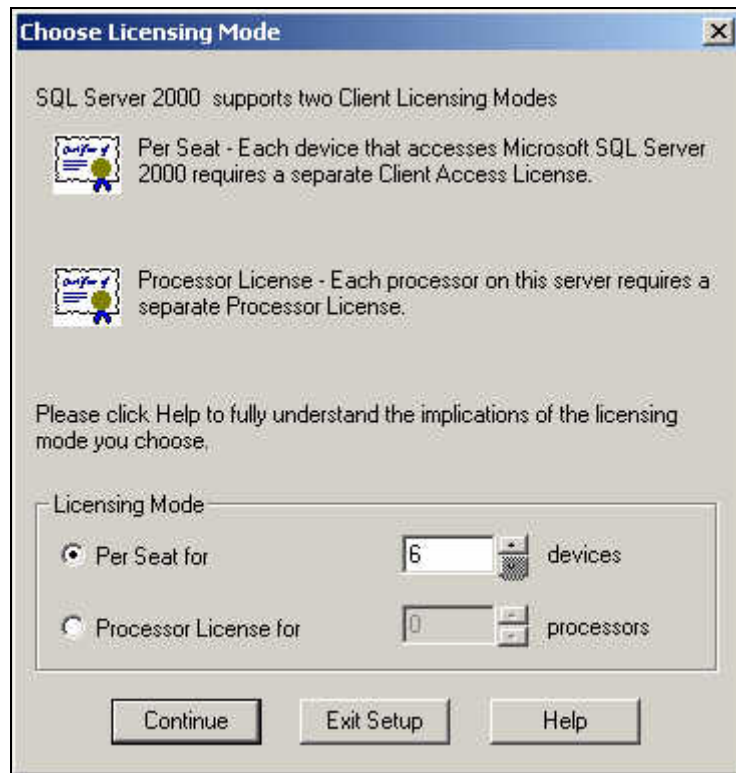 Choose Licensing Mode
SQL Server 2000 supports two Client Licensing Modes
Per Seat - Each device that accesses Microsoft SQL Server
2000 requires a separate Client Access License.
Processor License - Each processor on this server requires a
separate Processor License.
Please click Help to fully understand the implications of the licensing
mode you choose.
Licensing Mode
Per Seat for 6 devices
Processor License for 0 processors
Continue Exit Setup Help